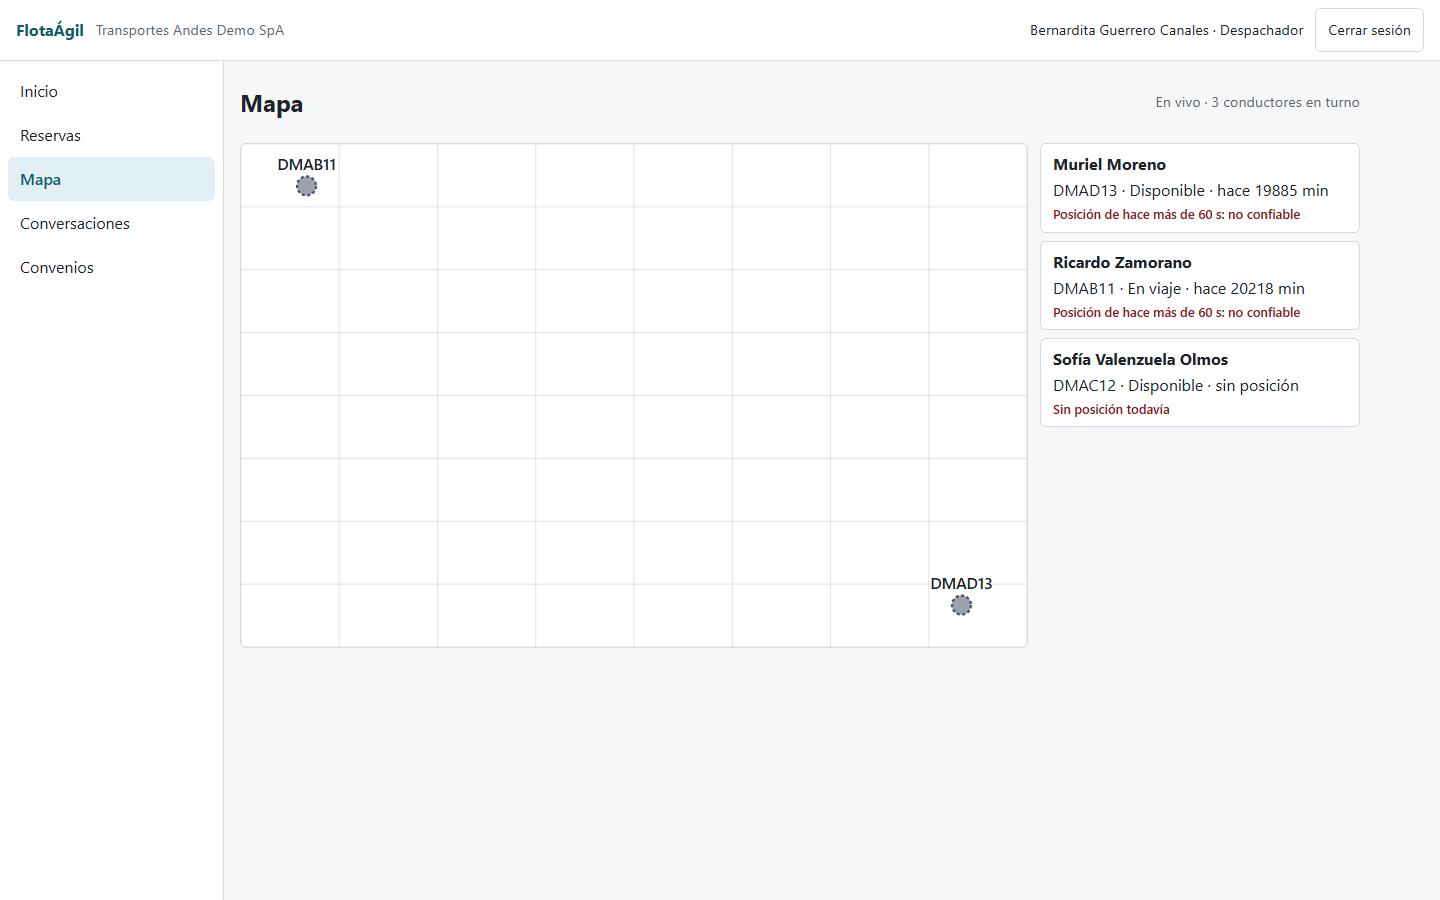 FlotaÁgil Transportes Andes Demo SpA
Bernardita Guerrero Canales · Despachador
Cerrar sesión
Inicio
Reservas
Mapa
Conversaciones
Convenios
Mapa
En vivo · 3 conductores en turno
DMAB11
DMAD13
Muriel Moreno
DMAD13 · Disponible · hace 19885 min
Posición de hace más de 60 s: no confiable
Ricardo Zamorano
DMAB11 · En viaje · hace 20218 min
Posición de hace más de 60 s: no confiable
Sofía Valenzuela Olmos
DMAC12 · Disponible · sin posición
Sin posición todavía